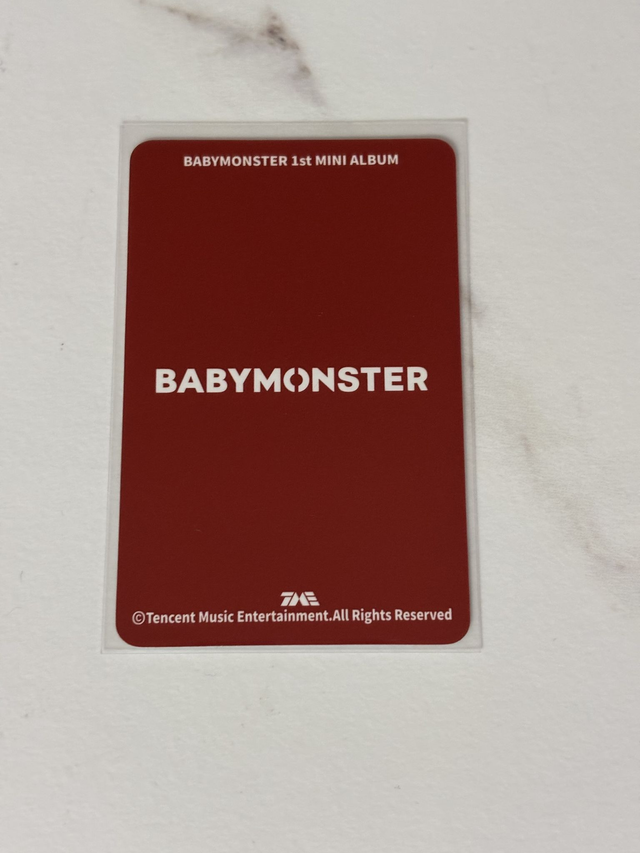 BABYMONSTER 1st MINI ALBUM
BABYMONSTER
TME
©Tencent Music Entertainment.All Rights Reserved